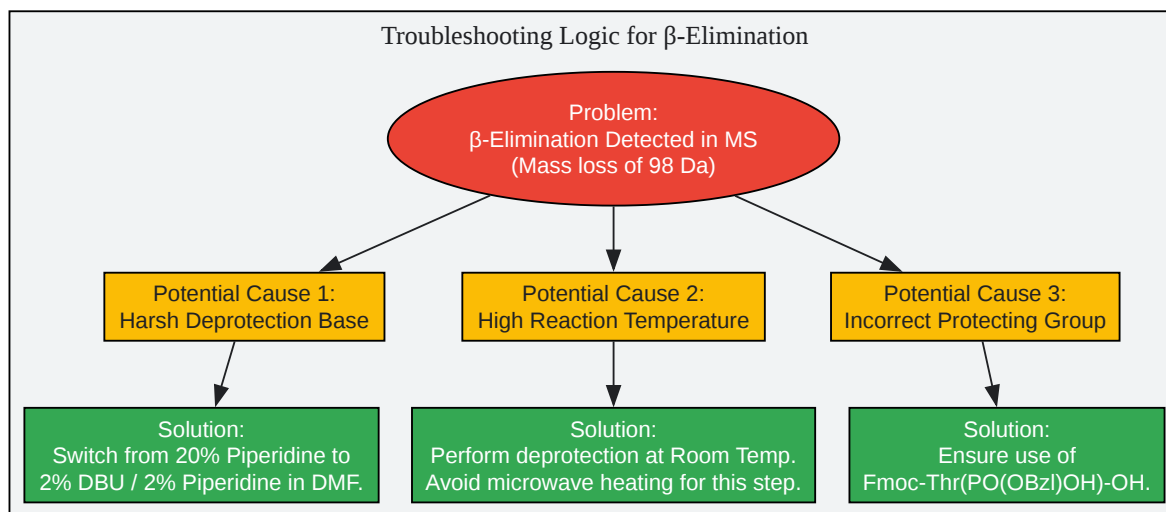 Troubleshooting Logic for β-Elimination
Problem:
β-Elimination Detected in MS
(Mass loss of 98 Da)
Potential Cause 1:
Harsh Deprotection Base
Potential Cause 2:
High Reaction Temperature
Potential Cause 3:
Incorrect Protecting Group
Solution:
Switch from 20% Piperidine to
2% DBU / 2% Piperidine in DMF.
Solution:
Perform deprotection at Room Temp.
Avoid microwave heating for this step.
Solution:
Ensure use of
Fmoc-Thr(PO(OBzl)OH)-OH.